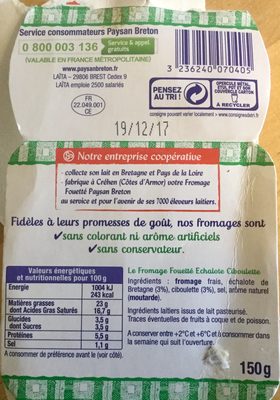 Service consommateurs Paysan Breton
0 800 003 136 Service & appel gratuits
(VALABLE EN FRANCE MÉTROPOLITAINE)
www.paysanbreton.fr
LAÏTA – 29806 BREST Cedex 9
LAÏTA emploie 2500 salariés
FR
22.049.001
CE
3 236240 070405
PENSEZ
AU TRI !
OPERCULE MÉTAL,
ETUI, POT ET SON
COUVERCLE CARTON
À RECYCLER
consignes pouvant varier localement > www.consignesdetri.fr
19/12/17
Notre entreprise coopérative
· collecte son lait en Bretagne et Pays de la Loire
· fabrique à Créhen (Côtes d'Armor) votre Fromage
Fouetté Paysan Breton
au service et pour l'avenir de ses 7000 éleveurs laitiers.
Fidèles à leurs promesses de goût, nos fromages sont
✓sans colorant ni arôme artificiels
✓sans conservateur.
Valeurs énergétiques
et nutritionnelles pour 100 g
Energie 1004 kJ
243 kcal
Matières grasses 23 g
dont Acides Gras Saturés 16,7 g
Glucides 3,5 g
dont Sucres 3,5 g
Protéines 5,5 g
Sel 1,1 g
A consommer de préférence avant le (voir côté).
Le Fromage Fouetté Echalote Ciboulette
Ingrédients : fromage frais, échalote de
Bretagne (3%), ciboulette (3%), sel, arôme naturel
(moutarde).
Ingrédients laitiers issus de lait pasteurisé.
Traces éventuelles de fruits à coque et de poisson.
A conserver entre +2°C et +6°C et à consommer dans
la semaine qui suit l'ouverture.
150g